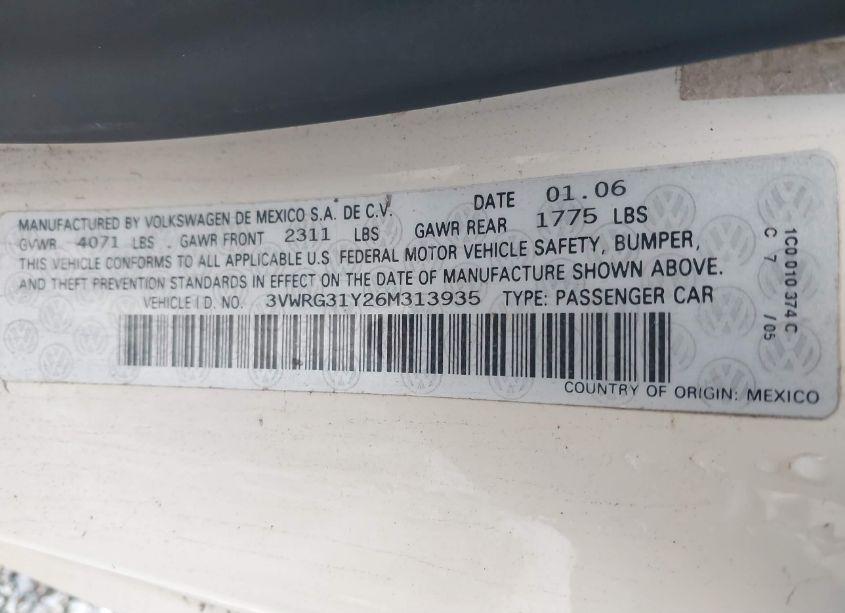 MANUFACTURED BY VOLKSWAGEN DE MEXICO S.A. DE C.V. DATE 01.06
GVWR 4071 LBS . GAWR FRONT 2311 LBS GAWR REAR 1775 LBS
THIS VEHICLE CONFORMS TO ALL APPLICABLE U.S. FEDERAL MOTOR VEHICLE SAFETY, BUMPER,
AND THEFT PREVENTION STANDARDS IN EFFECT ON THE DATE OF MANUFACTURE SHOWN ABOVE.
VEHICLE I D. NO. 3VWRG31Y26M313935 TYPE: PASSENGER CAR
COUNTRY OF ORIGIN: MEXICO
1C0 010 374 C
C 7 /05